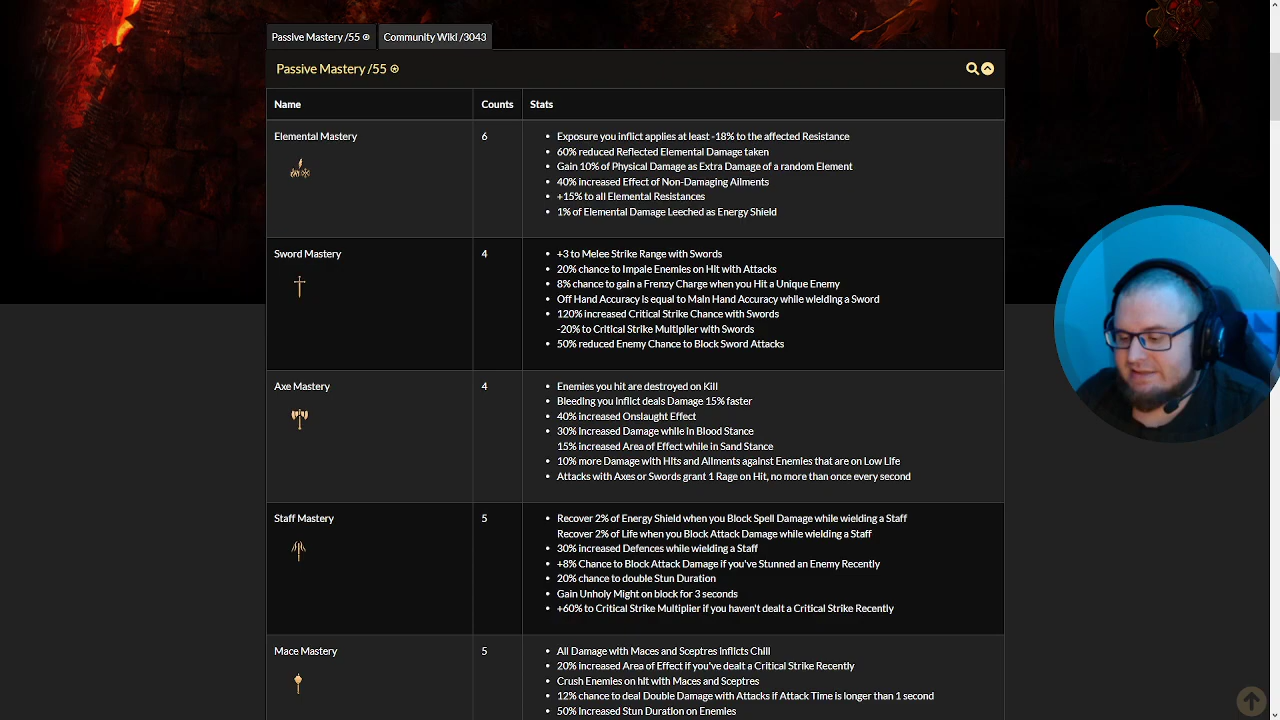 Passive Mastery /55
Community Wiki /3043
Passive Mastery /55
Name Counts Stats
Elemental Mastery 6
Exposure you inflict applies at least -18% to the affected Resistance
60% reduced Reflected Elemental Damage taken
Gain 10% of Physical Damage as Extra Damage of a random Element
40% increased Effect of Non-Damaging Ailments
+15% to all Elemental Resistances
1% of Elemental Damage Leeched as Energy Shield
Sword Mastery 4
+3 to Melee Strike Range with Swords
20% chance to Impale Enemies on Hit with Attacks
8% chance to gain a Frenzy Charge when you Hit a Unique Enemy
Off Hand Accuracy is equal to Main Hand Accuracy while wielding a Sword
120% increased Critical Strike Chance with Swords
-20% to Critical Strike Multiplier with Swords
50% reduced Enemy Chance to Block Sword Attacks
Axe Mastery 4
Enemies you hit are destroyed on Kill
Bleeding you inflict deals Damage 15% faster
40% increased Onslaught Effect
30% increased Damage while in Blood Stance
15% increased Area of Effect while in Sand Stance
10% more Damage with Hits and Ailments against Enemies that are on Low Life
Attacks with Axes or Swords grant 1 Rage on Hit, no more than once every second
Staff Mastery 5
Recover 2% of Energy Shield when you Block Spell Damage while wielding a Staff
Recover 2% of Life when you Block Attack Damage while wielding a Staff
30% increased Defences while wielding a Staff
+8% Chance to Block Attack Damage if you've Stunned an Enemy Recently
20% chance to double Stun Duration
Gain Unholy Might on block for 3 seconds
+60% to Critical Strike Multiplier if you haven't dealt a Critical Strike Recently
Mace Mastery 5
All Damage with Maces and Sceptres inflicts Chill
20% increased Area of Effect if you've dealt a Critical Strike Recently
Crush Enemies on hit with Maces and Sceptres
12% chance to deal Double Damage with Attacks if Attack Time is longer than 1 second
50% increased Stun Duration on Enemies